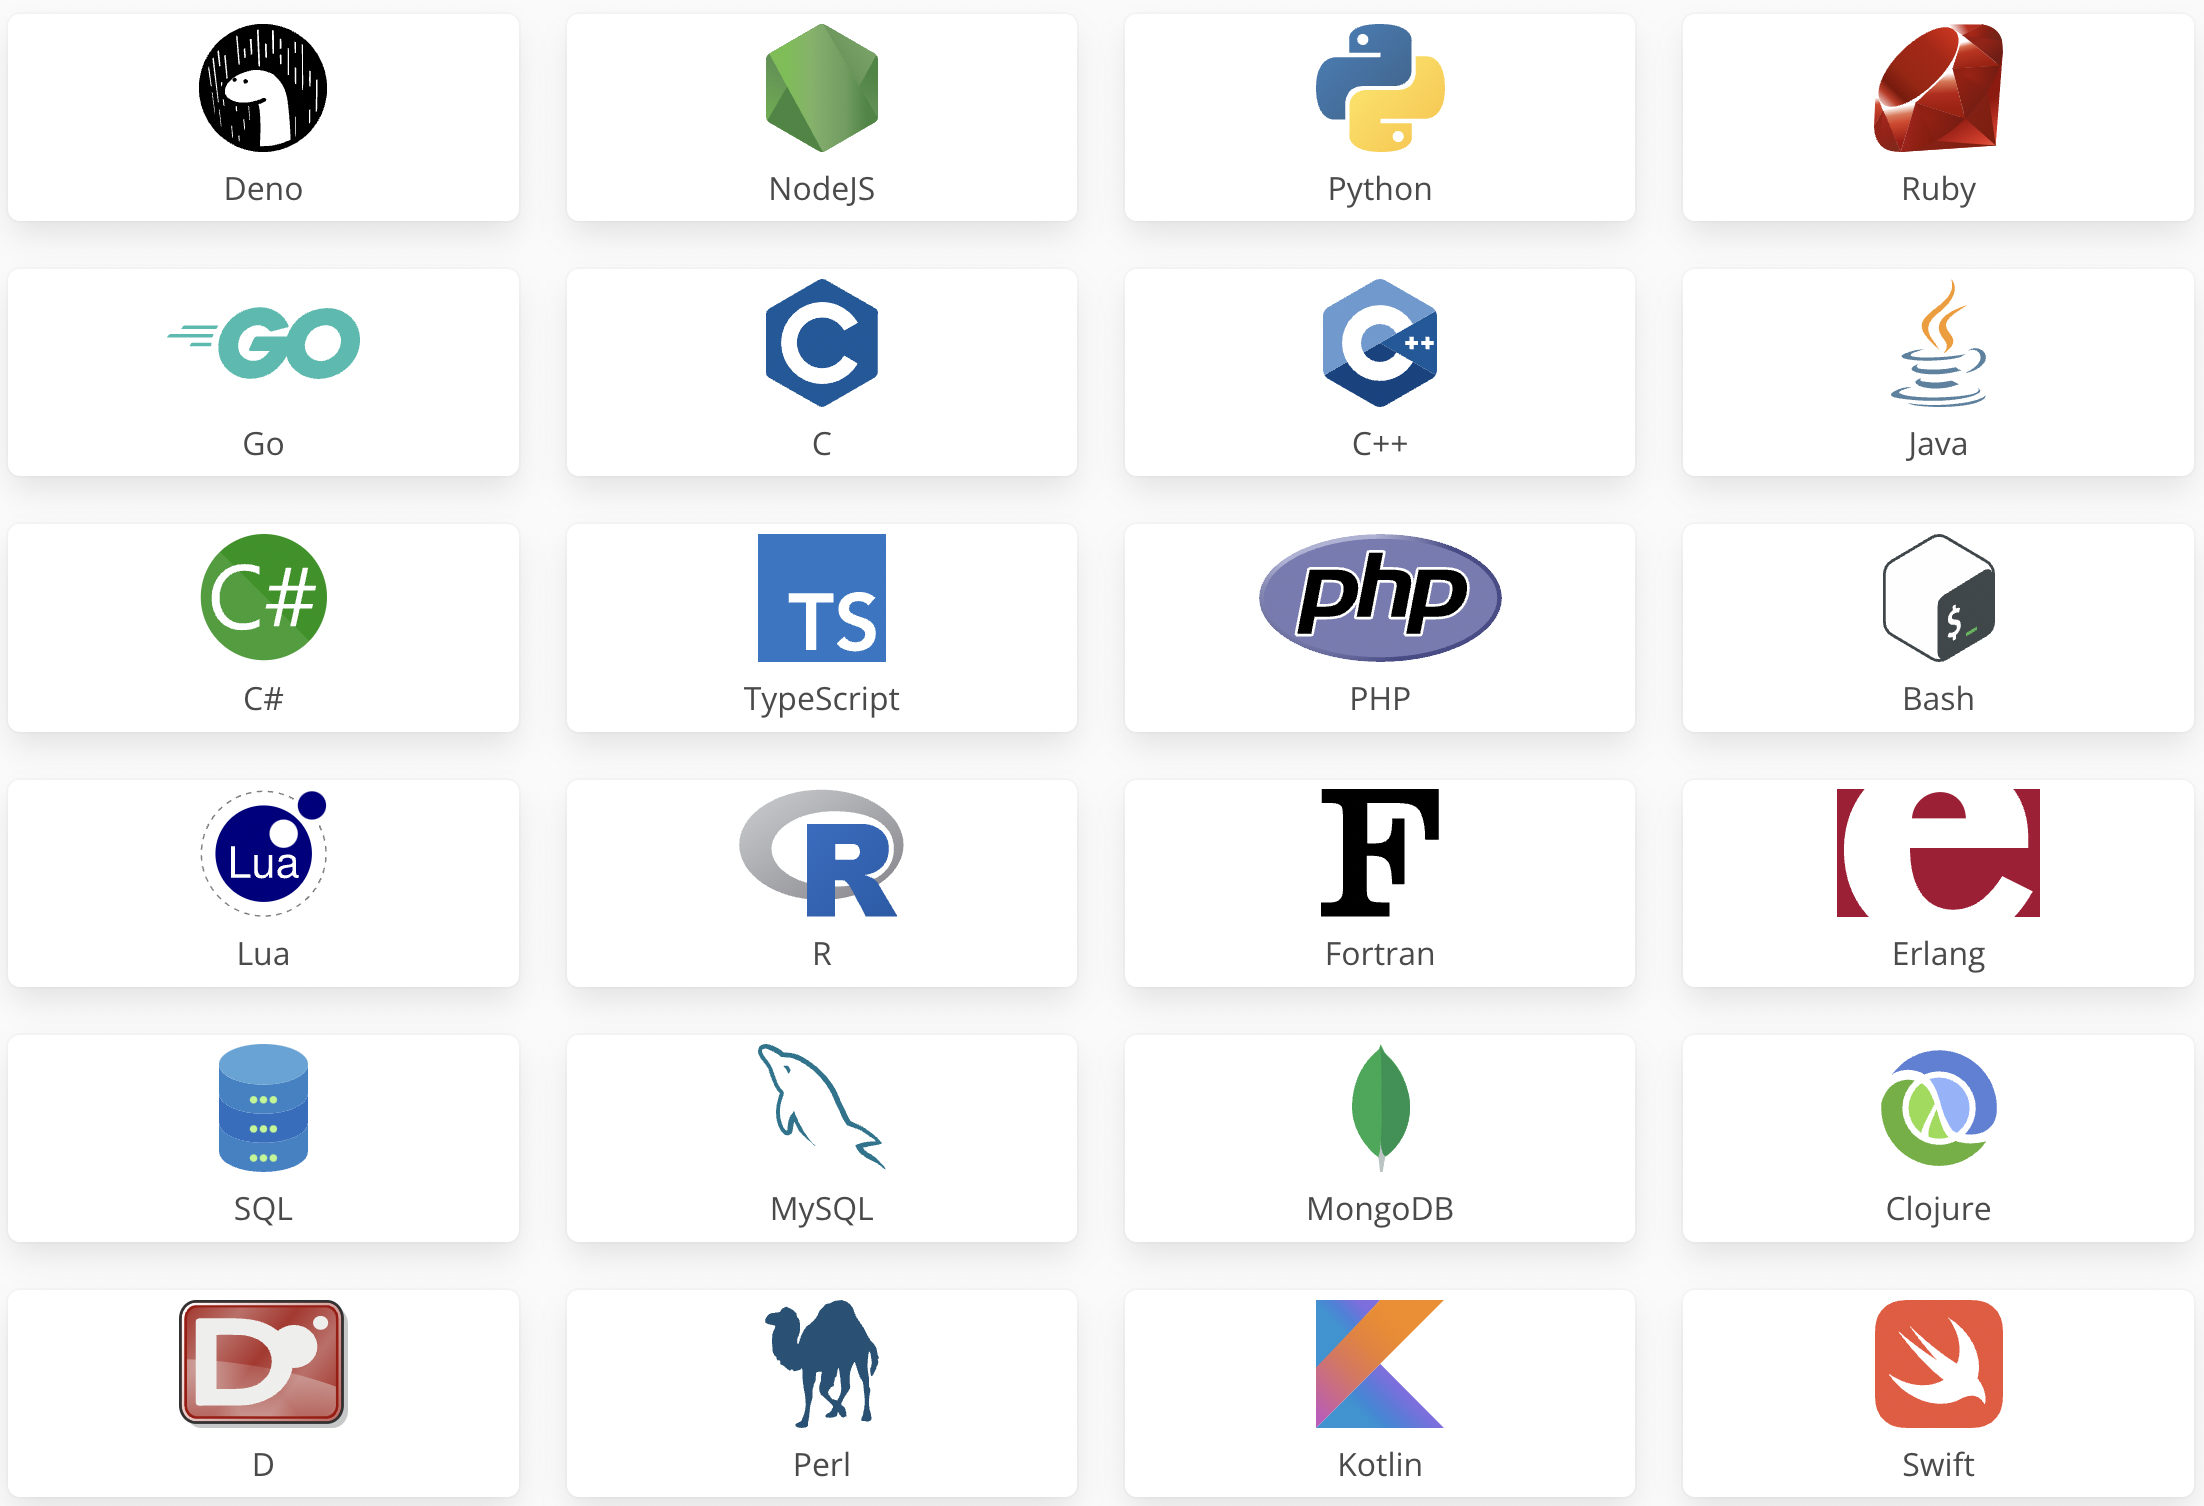 Deno
NodeJS
Python
Ruby
GO
C
C ++
Go
C
C++
Java
C#
TS
php
$_
C#
TypeScript
PHP
Bash
Lua
R
F
e
Lua
R
Fortran
Erlang
SQL
MySQL
MongoDB
Clojure
D
D
Perl
Kotlin
Swift